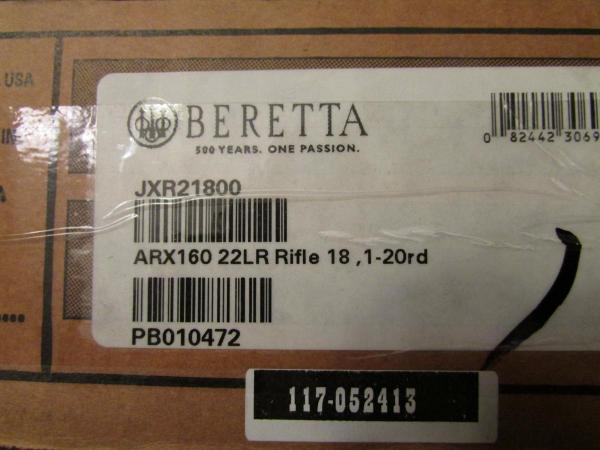 USA
BERETTA
500 YEARS. ONE PASSION.
0 82442 3069
JXR21800
ARX160 22LR Rifle 18 ,1-20rd
PB010472
117-052413